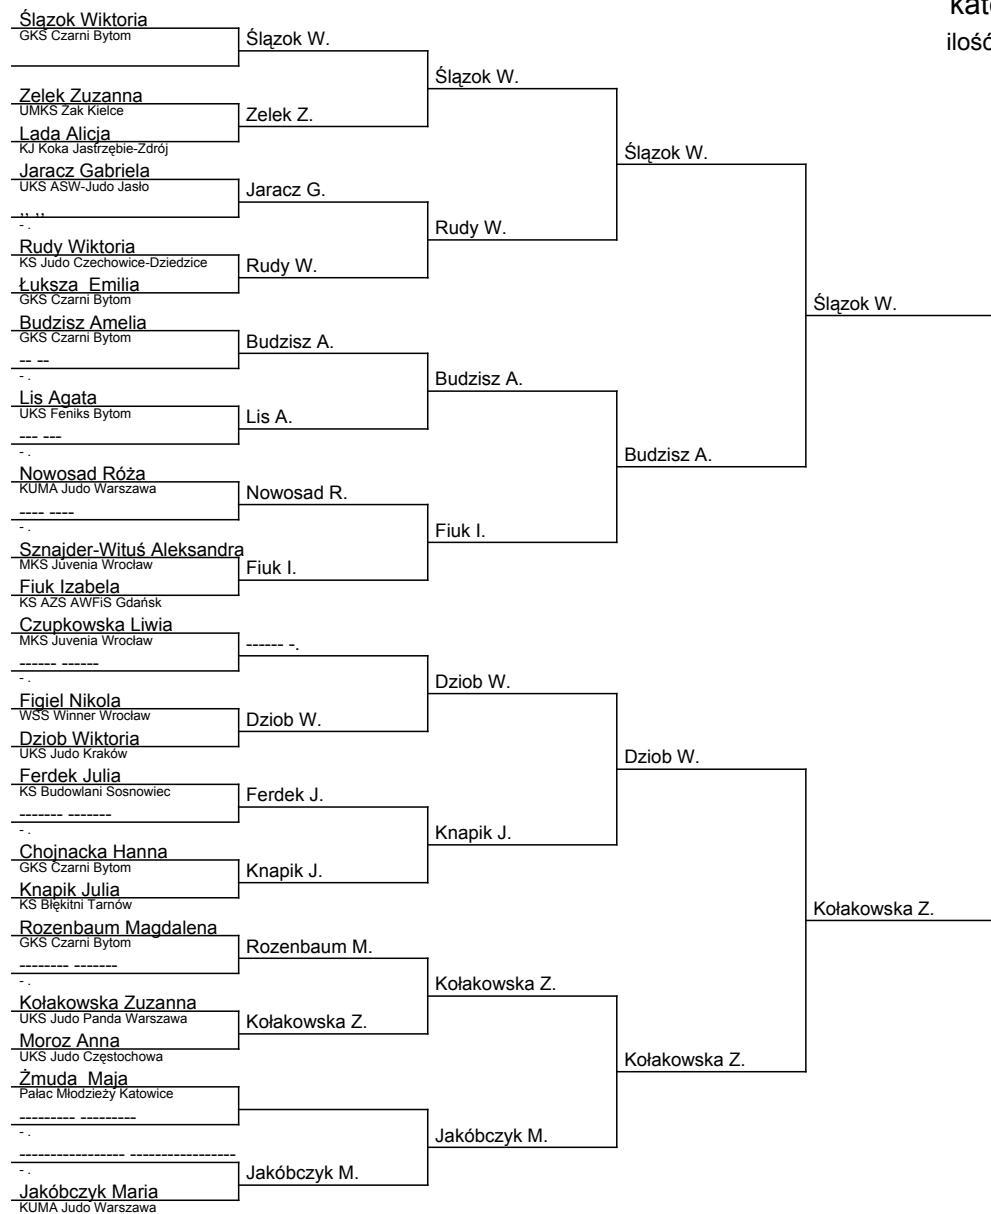 Ślązok Wiktoria
GKS Czarni Bytom
Zelek Zuzanna
UMKS Żak Kielce
Lada Alicja
KJ Koka Jastrzębie-Zdrój
Jaracz Gabriela
UKS ASW-Judo Jasło
,, ,,
- .
Rudy Wiktoria
KS Judo Czechowice-Dziedzice
Łuksza  Emilia
GKS Czarni Bytom
Budzisz Amelia
GKS Czarni Bytom
-- --
- .
Lis Agata
UKS Feniks Bytom
--- ---
- .
Nowosad Róża
KUMA Judo Warszawa
---- ----
- .
Sznajder-Wituś Aleksandra
MKS Juvenia Wrocław
Fiuk Izabela
KS AZS AWFiS Gdańsk
Czupkowska Liwia
MKS Juvenia Wrocław
------ ------
- .
Figiel Nikola
WSS Winner Wrocław
Dziob Wiktoria
UKS Judo Kraków
Ferdek Julia
KS Budowlani Sosnowiec
------- -------
- .
Chojnacka Hanna
GKS Czarni Bytom
Knapik Julia
KS Błękitni Tarnów
Rozenbaum Magdalena
GKS Czarni Bytom
-------- -------
- .
Kołakowska Zuzanna
UKS Judo Panda Warszawa
Moroz Anna
UKS Judo Częstochowa
Żmuda  Maja
Pałac Młodzieży Katowice
--------- ---------
- .
----------------- -----------------
- .
Jakóbczyk Maria
KUMA Judo Warszawa
Ślązok W.
Zelek Z.
Jaracz G.
Rudy W.
Budzisz A.
Lis A.
Nowosad R.
Fiuk I.
------ -.
Dziob W.
Ferdek J.
Knapik J.
Rozenbaum M.
Kołakowska Z.
Jakóbczyk M.
Ślązok W.
Rudy W.
Budzisz A.
Fiuk I.
Dziob W.
Knapik J.
Kołakowska Z.
Jakóbczyk M.
Ślązok W.
Budzisz A.
Dziob W.
Kołakowska Z.
Ślązok W.
Kołakowska Z.
ilość